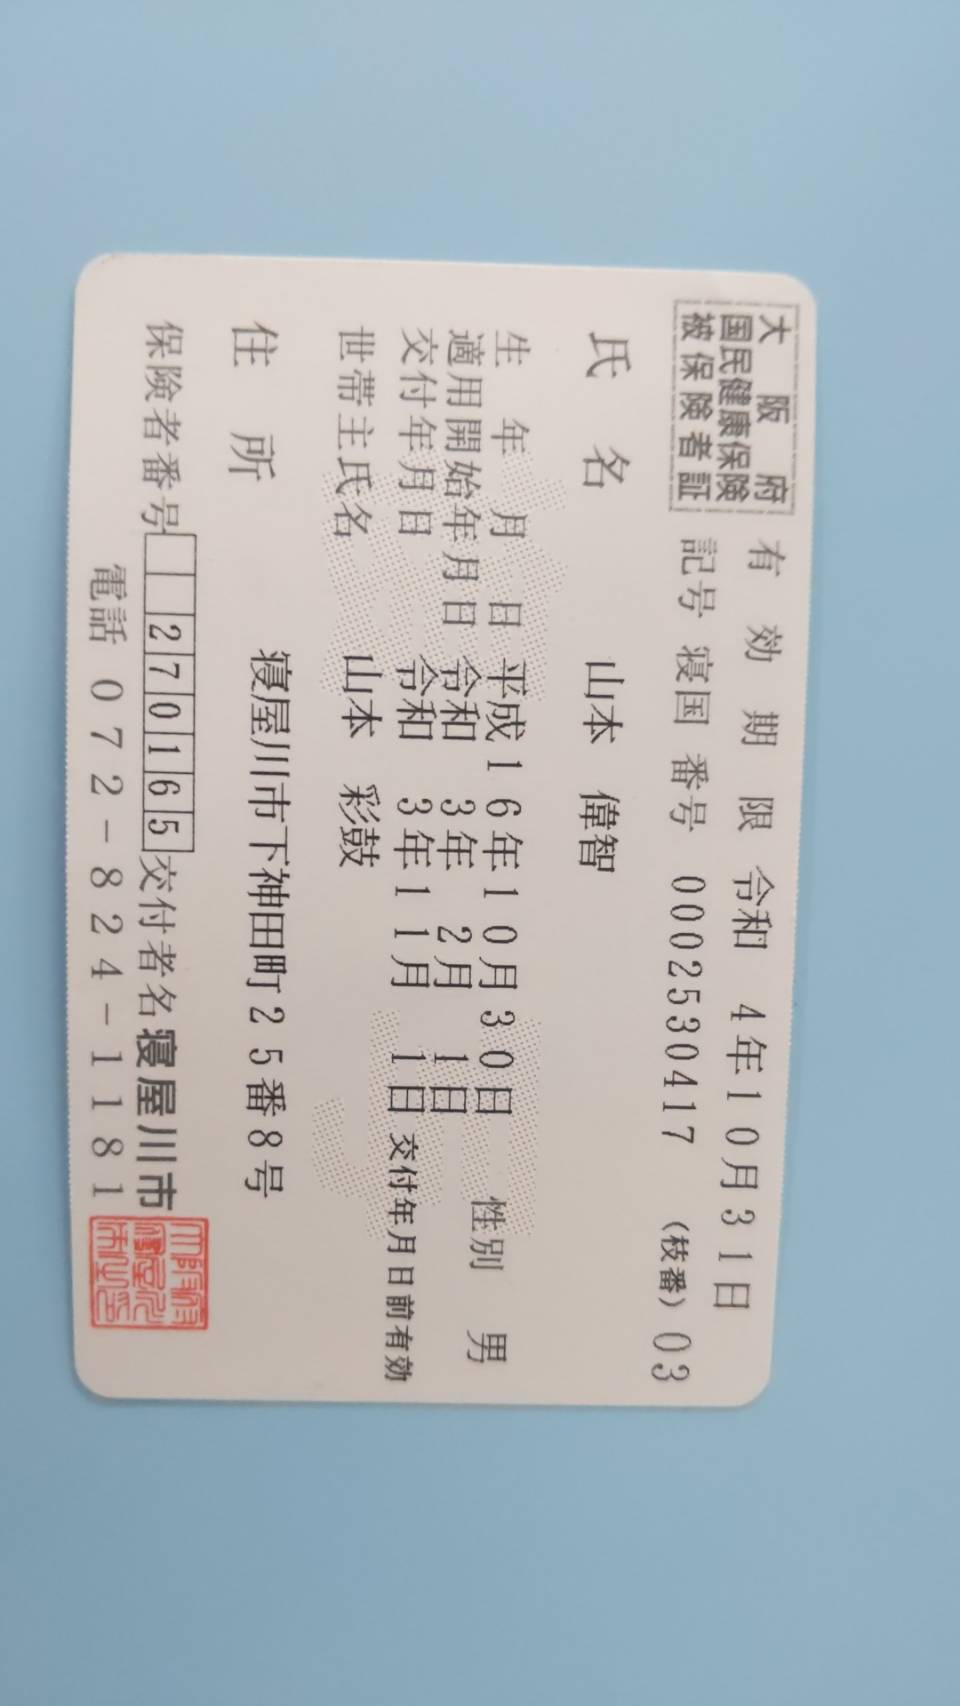 大阪府
国民健康保険
被保険者証
有効期限 令和 4年10月31日
記号 寝国 番号 0002530417 (枝番)03
氏名 山本 偉智
生年月日 平成16年10月30日 性別 男
適用開始年月日 令和 3年 2月 1日
交付年月日 令和 3年11月 1日 交付年月日前有効
世帯主氏名 山本 彩鼓
住所 寝屋川市下神田町25番8号
保険者番号 270165 交付者名 寝屋川市
電話 072-824-1181